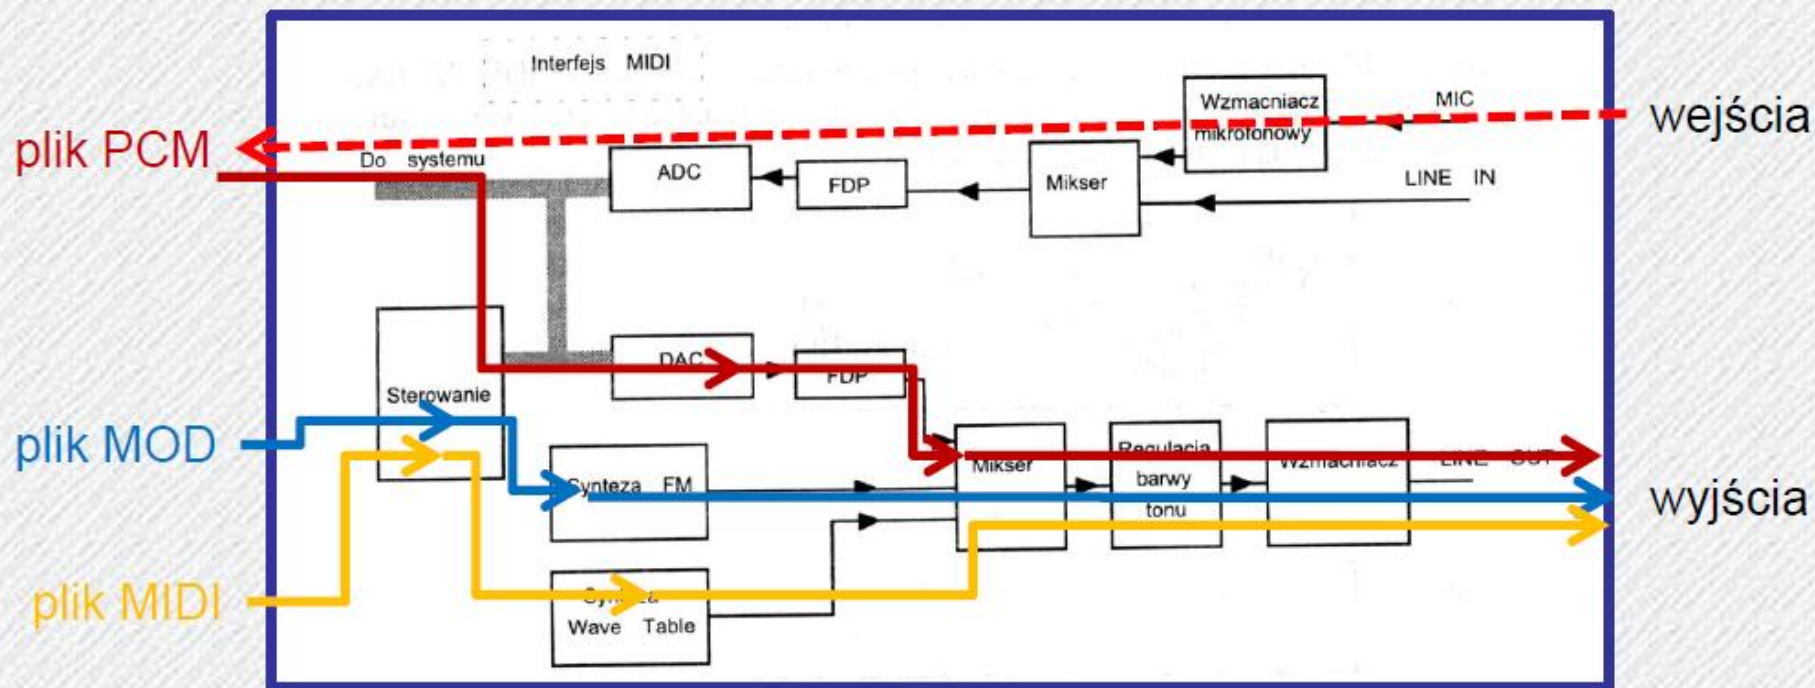 Interfejs MIDI
plik PCM
Do systemu
ADC
FDP
Mikser
Wzmacniacz
mikrofonowy
MIC
LINE IN
wejścia
Sterowanie
DAC
FDP
plik MOD
Synteza FM
Mikser
Regulacja
barwy
tonu
Wzmacniacz
LINE OUT
wyjścia
plik MIDI
Synteza
Wave Table